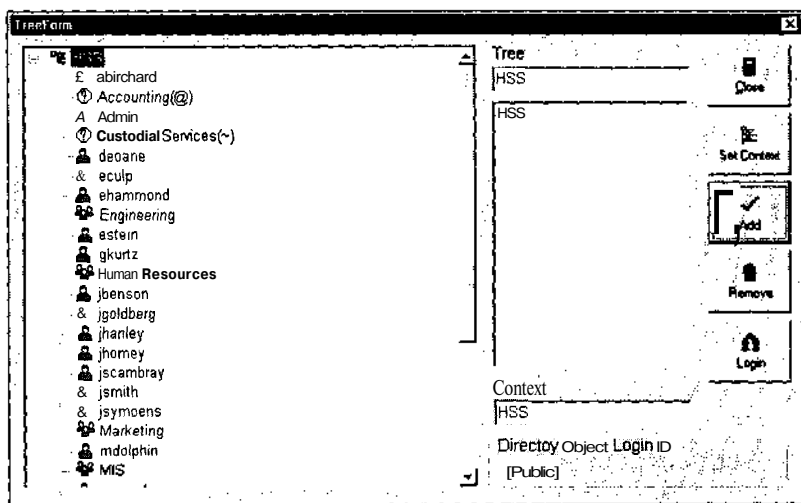 TreeForm
Tree
HSS
abirchard
Accounting(@)
A Admin
Custodial Services(~)
deoane
& eculp
ehammond
Engineering
estein
gkurtz
Human Resources
jbenson
& jgoldberg
jhanley
jhomey
jscambray
& jsmith
& jsymoens
Marketing
mdolphin
MIS
HSS
Context
HSS
Directoy Object Login ID
[Public]
Close
Set Context
Add
Remove
Login